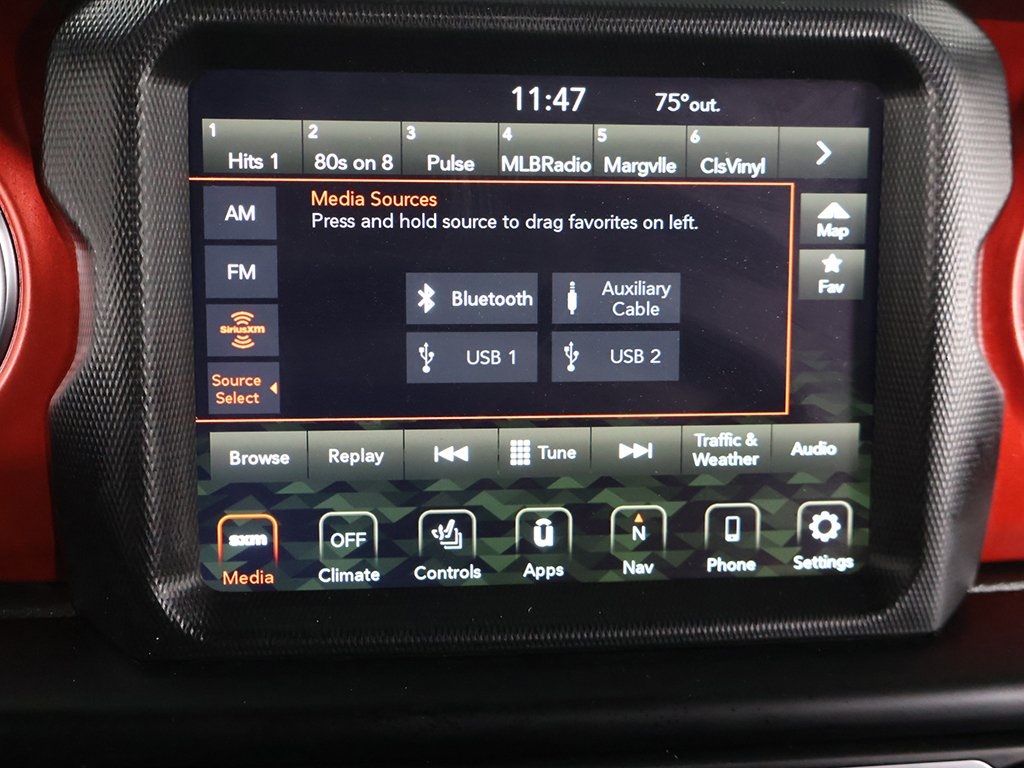 11:47 75°out.
1 2 3 4 5 6
Hits 1 80s on 8 Pulse MLBRadio Margvlle ClsVinyl
AM
FM
SiriusXM
Source
Select
Media Sources
Press and hold source to drag favorites on left.
Bluetooth
Auxiliary
Cable
USB 1
USB 2
Map
Fav
Browse
Replay
Tune
Traffic &
Weather
Audio
sxm
Media
OFF
Climate
Controls
ū
Apps
N
Nav
Phone
Settings